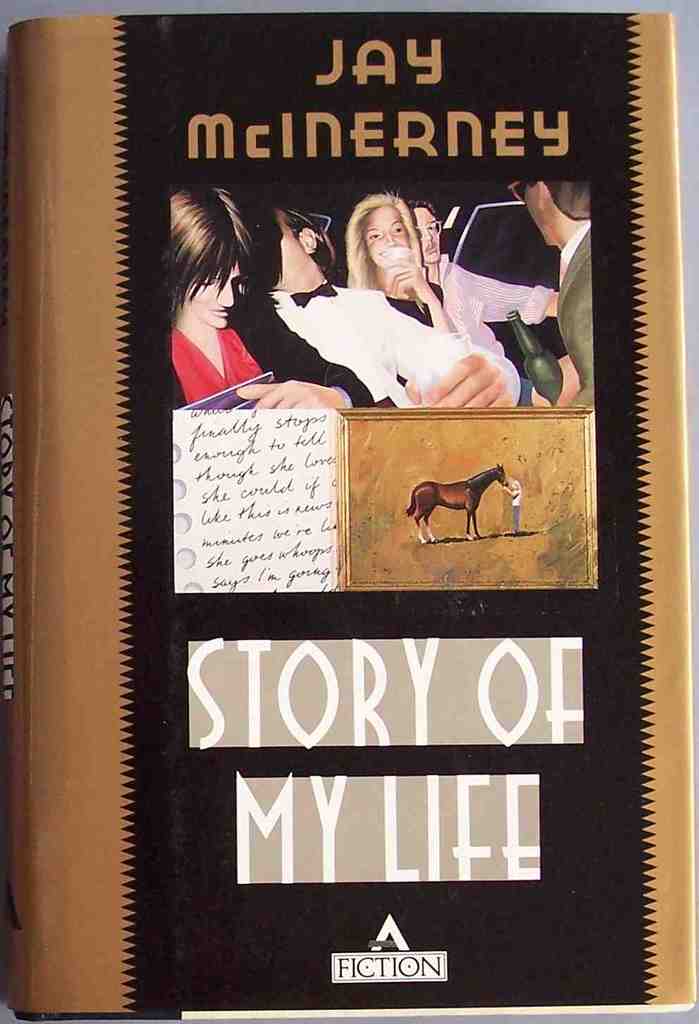 JAY
McINERNEY
finally stops
enough to tell
though she love
she could if
like this is news
minutes we're
she goes whoops
says I'm going
STORY OF
MY LIFE
A
FICTION
STORY OF MY LIFE